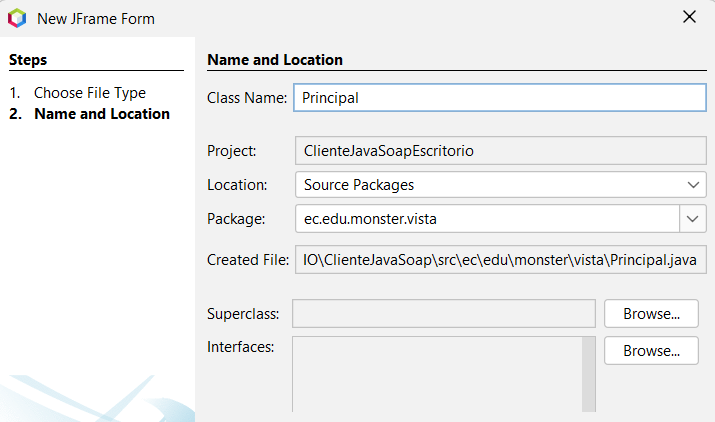 New JFrame Form
Steps
1. Choose File Type
2. Name and Location
Name and Location
Class Name: Principal
Project: ClienteJavaSoapEscritorio
Location: Source Packages
Package: ec.edu.monster.vista
Created File: IO\ClienteJavaSoap\src\ec\edu\monster\vista\Principal.java
Superclass: Browse...
Interfaces: Browse...